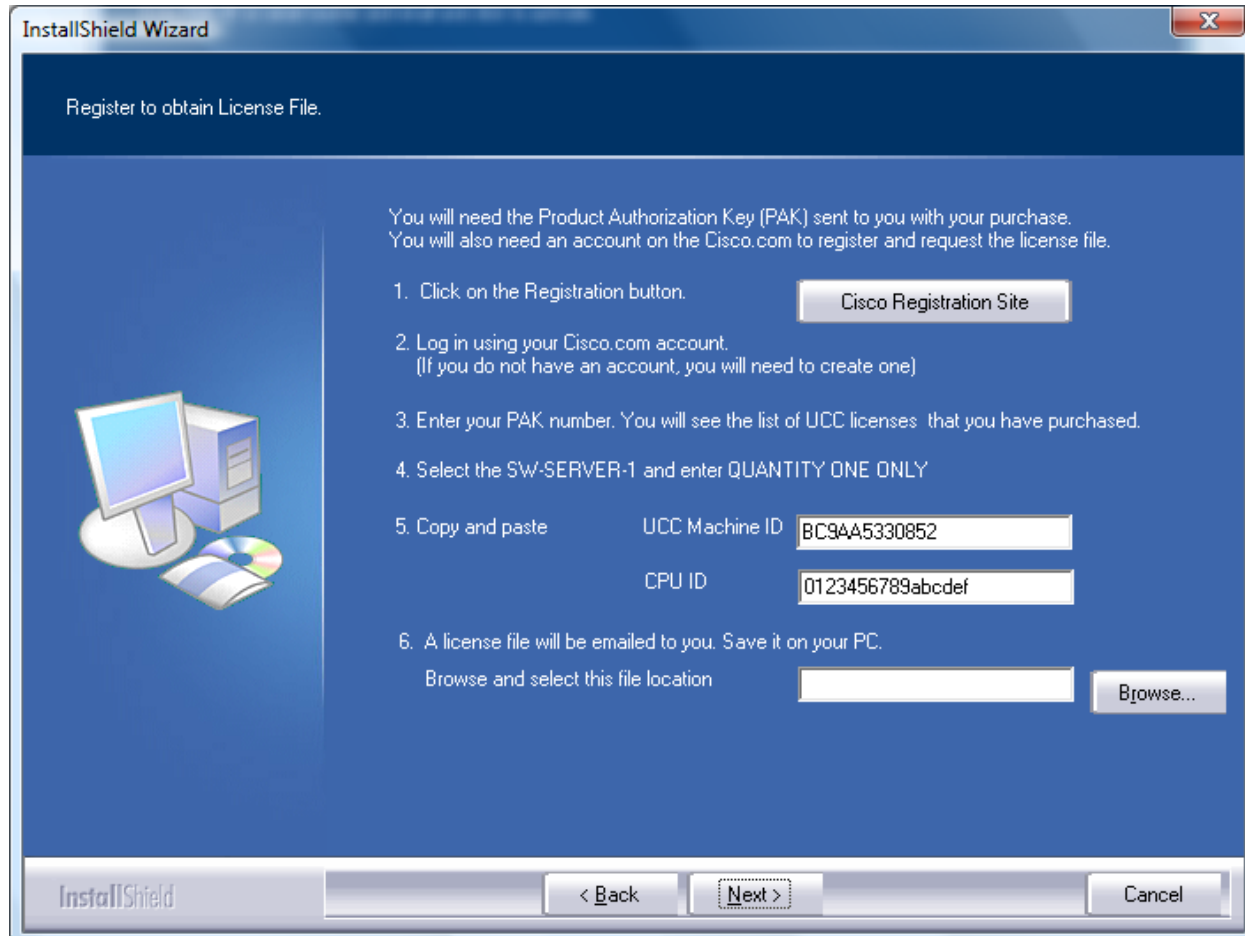 InstallShield Wizard
Register to obtain License File.
You will need the Product Authorization Key (PAK) sent to you with your purchase.
You will also need an account on the Cisco.com to register and request the license file.
1. Click on the Registration button.
Cisco Registration Site
2. Log in using your Cisco.com account.
(If you do not have an account, you will need to create one)
3. Enter your PAK number. You will see the list of UCC licenses that you have purchased.
4. Select the SW-SERVER-1 and enter QUANTITY ONE ONLY
5. Copy and paste UCC Machine ID BC9AA5330852
CPU ID 0123456789abcdef
6. A license file will be emailed to you. Save it on your PC.
Browse and select this file location
Browse...
InstallShield
< Back Next > Cancel